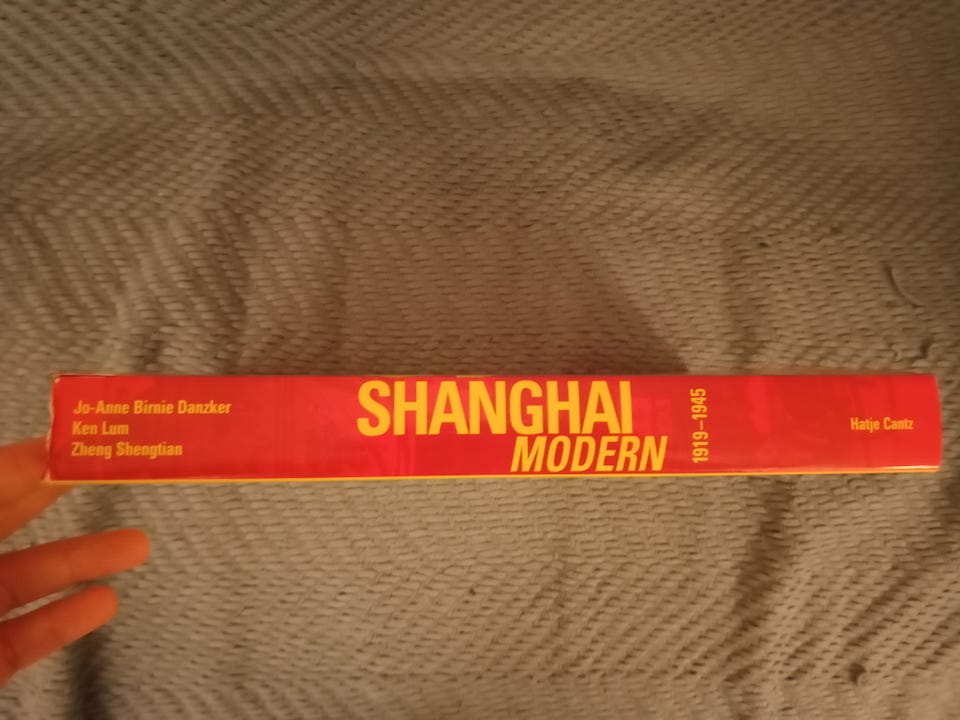 Jo-Anne Birnie Danzker
Ken Lum
Zheng Shengtian
SHANGHAI
MODERN
1919–1945
Hatje Cantz